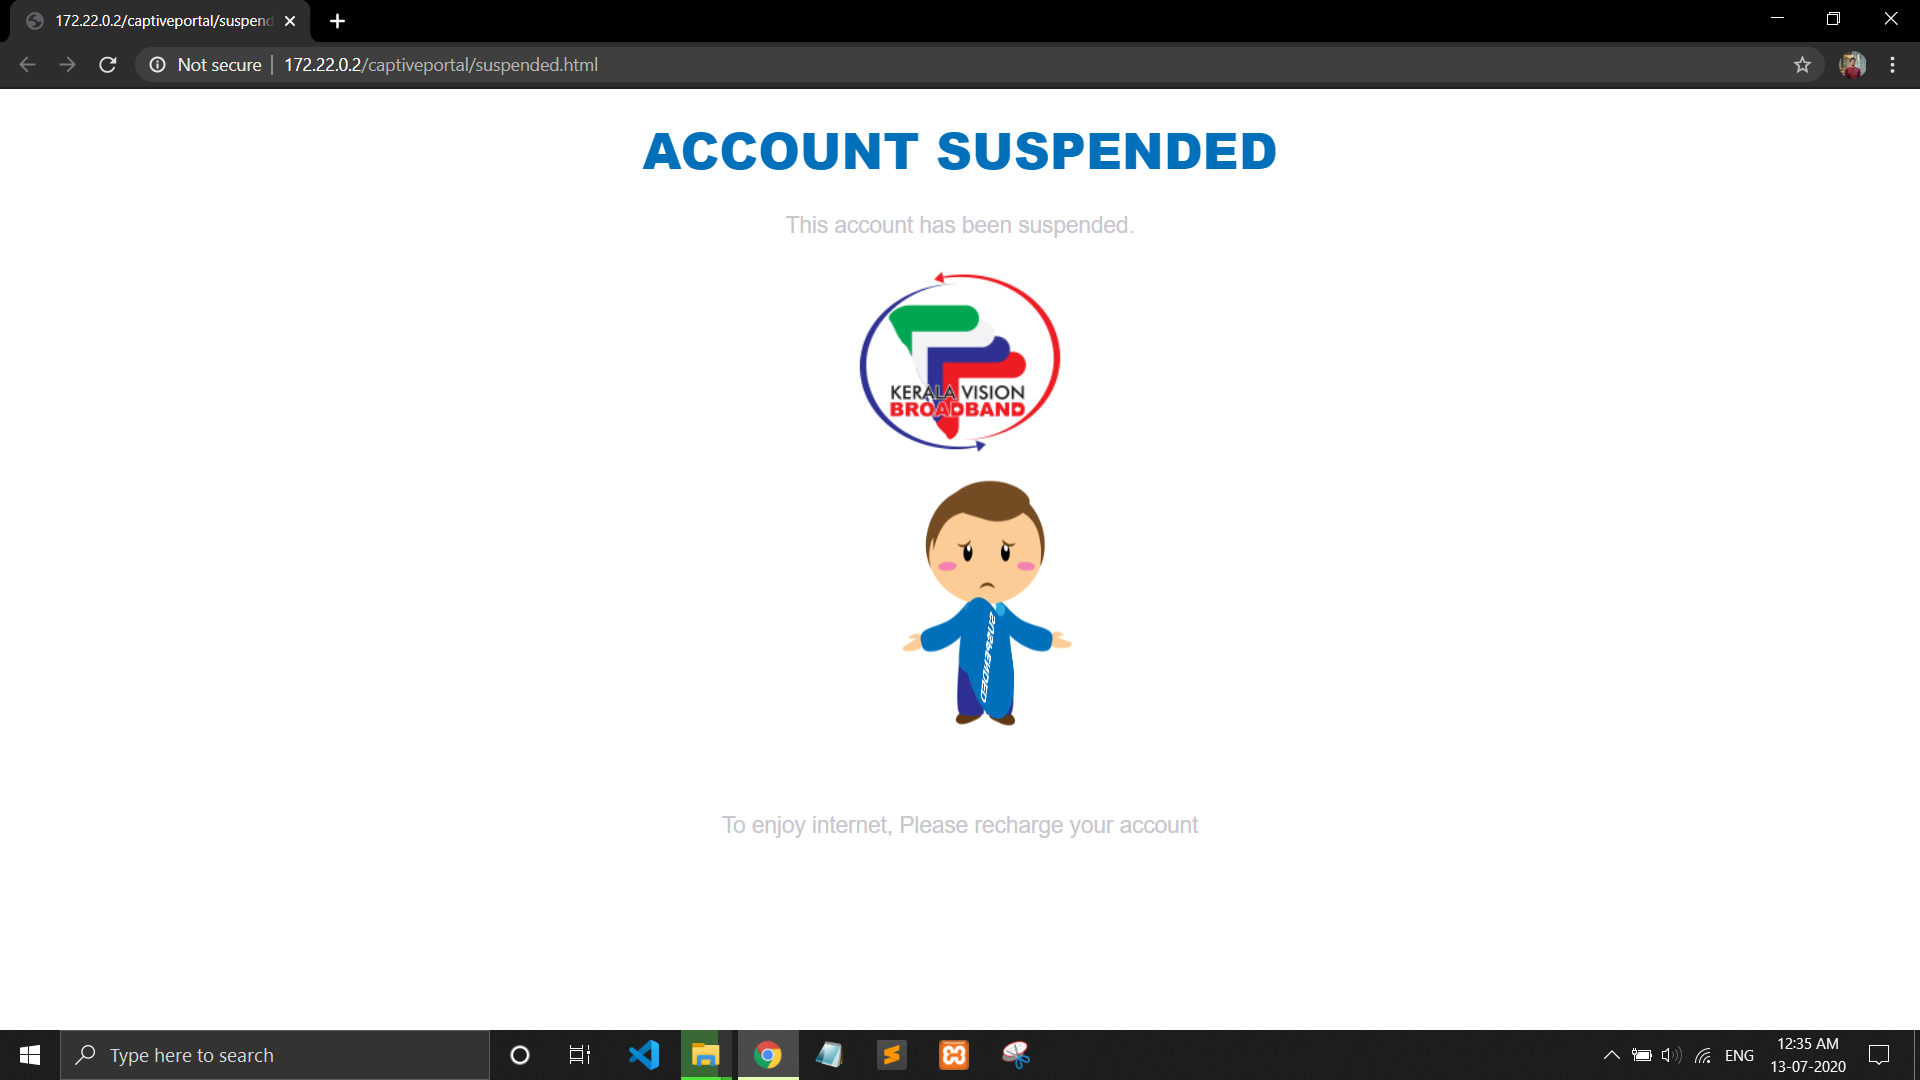 172.22.0.2/captiveportal/suspend
Not secure
172.22.0.2/captiveportal/suspended.html
ACCOUNT SUSPENDED
This account has been suspended.
KERALA VISION
BROADBAND
SUSPENDED
To enjoy internet, Please recharge your account
Type here to search
ENG
12:35 AM
13-07-2020